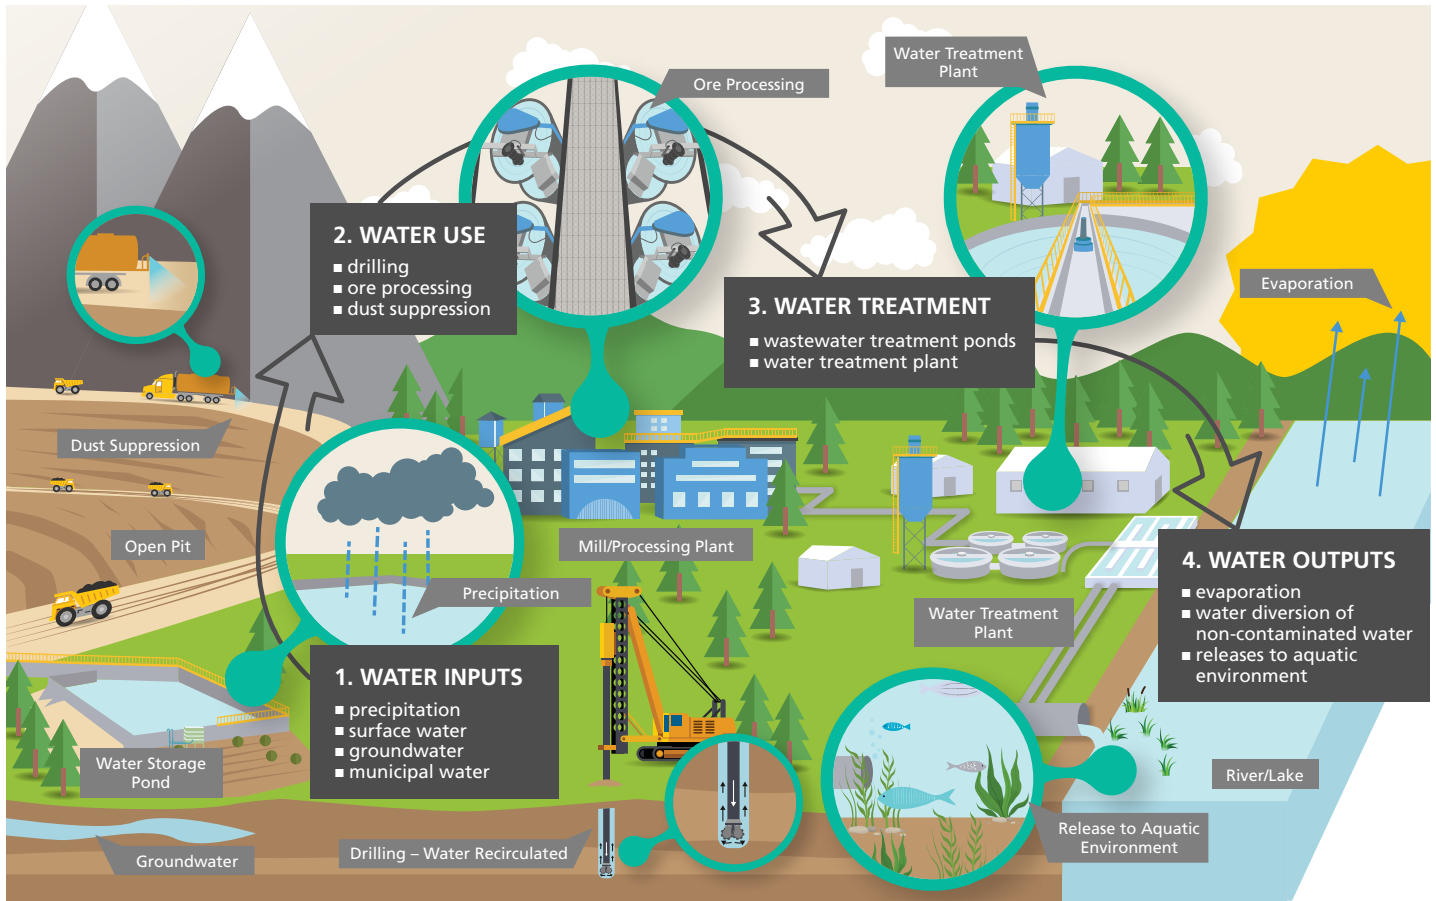 Water Treatment
Plant
Ore Processing
2. WATER USE
▪ drilling
▪ ore processing
▪ dust suppression
Evaporation
3. WATER TREATMENT
▪ wastewater treatment ponds
▪ water treatment plant
Dust Suppression
Open Pit
Mill/Processing Plant
Precipitation
4. WATER OUTPUTS
▪ evaporation
▪ water diversion of
non-contaminated water
▪ releases to aquatic
environment
Water Treatment
Plant
1. WATER INPUTS
▪ precipitation
▪ surface water
▪ groundwater
▪ municipal water
Water Storage
Pond
River/Lake
Groundwater
Drilling – Water Recirculated
Release to Aquatic
Environment